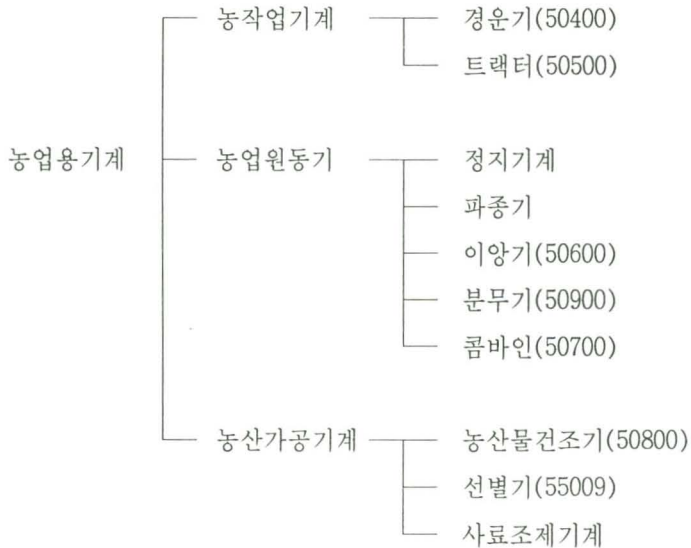 농작업기계 경운기(50400)
트랙터(50500)
농업용기계 농업원동기 정지기계
파종기
이앙기(50600)
분무기(50900)
콤바인(50700)
농산가공기계 농산물건조기(50800)
선별기(55009)
사료조제기계